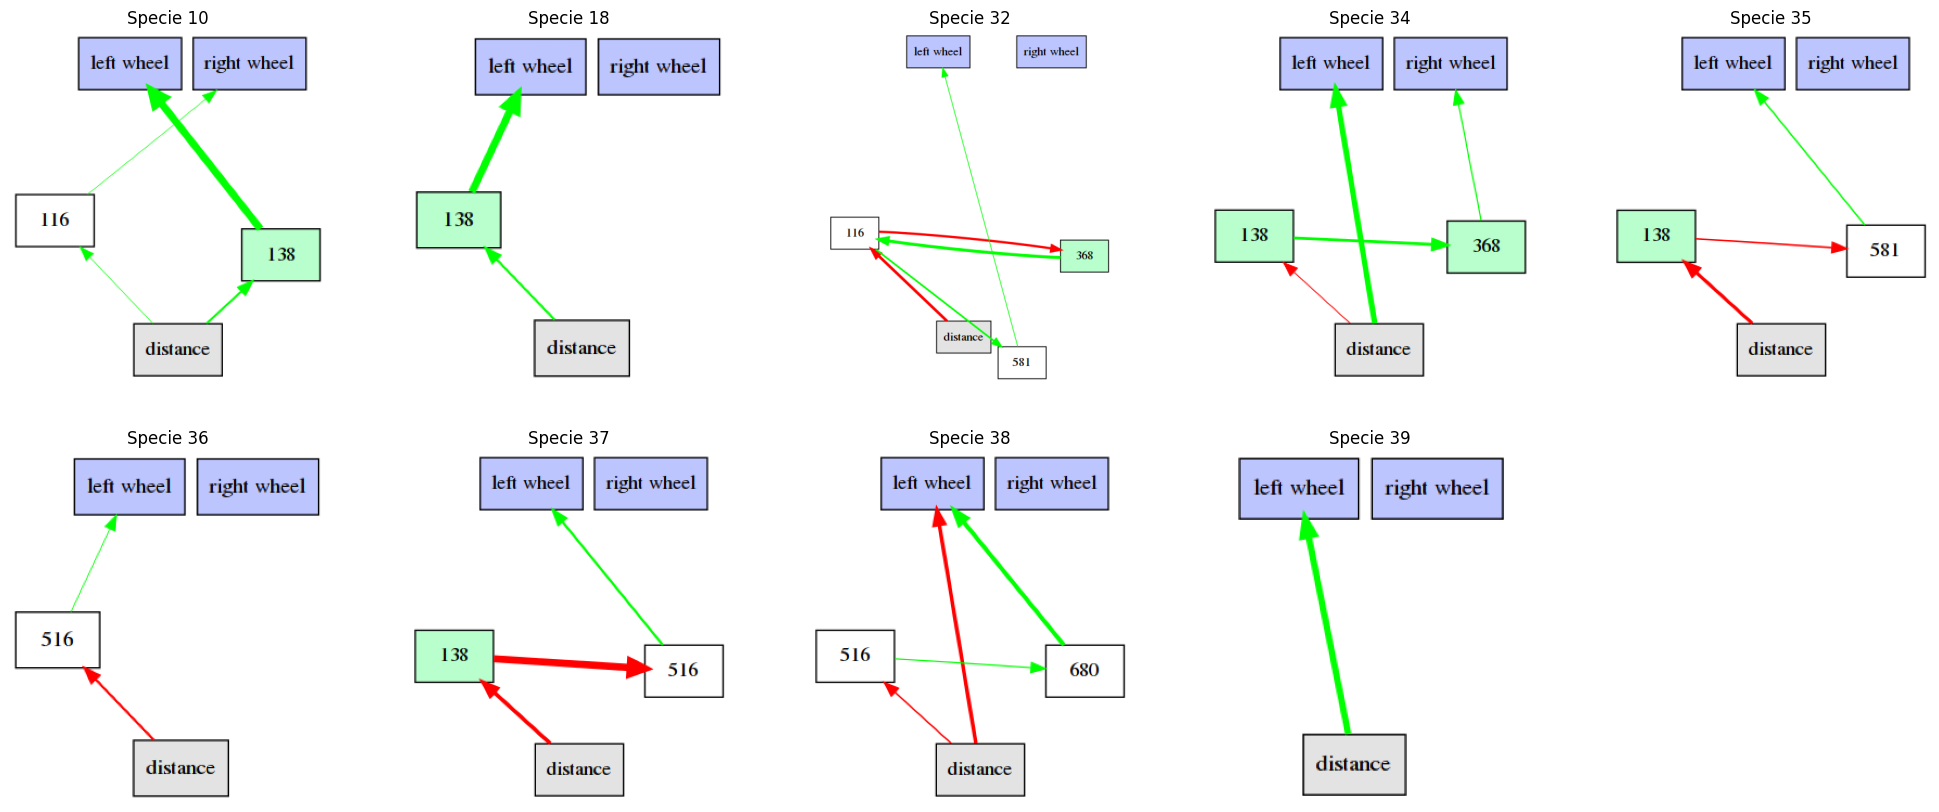 Specie 10
left wheel
right wheel
116
138
distance
Specie 18
left wheel
right wheel
138
distance
Specie 32
left wheel
right wheel
116
368
distance
581
Specie 34
left wheel
right wheel
138
368
distance
Specie 35
left wheel
right wheel
138
581
distance
Specie 36
left wheel
right wheel
516
distance
Specie 37
left wheel
right wheel
138
516
distance
Specie 38
left wheel
right wheel
516
680
distance
Specie 39
left wheel
right wheel
distance